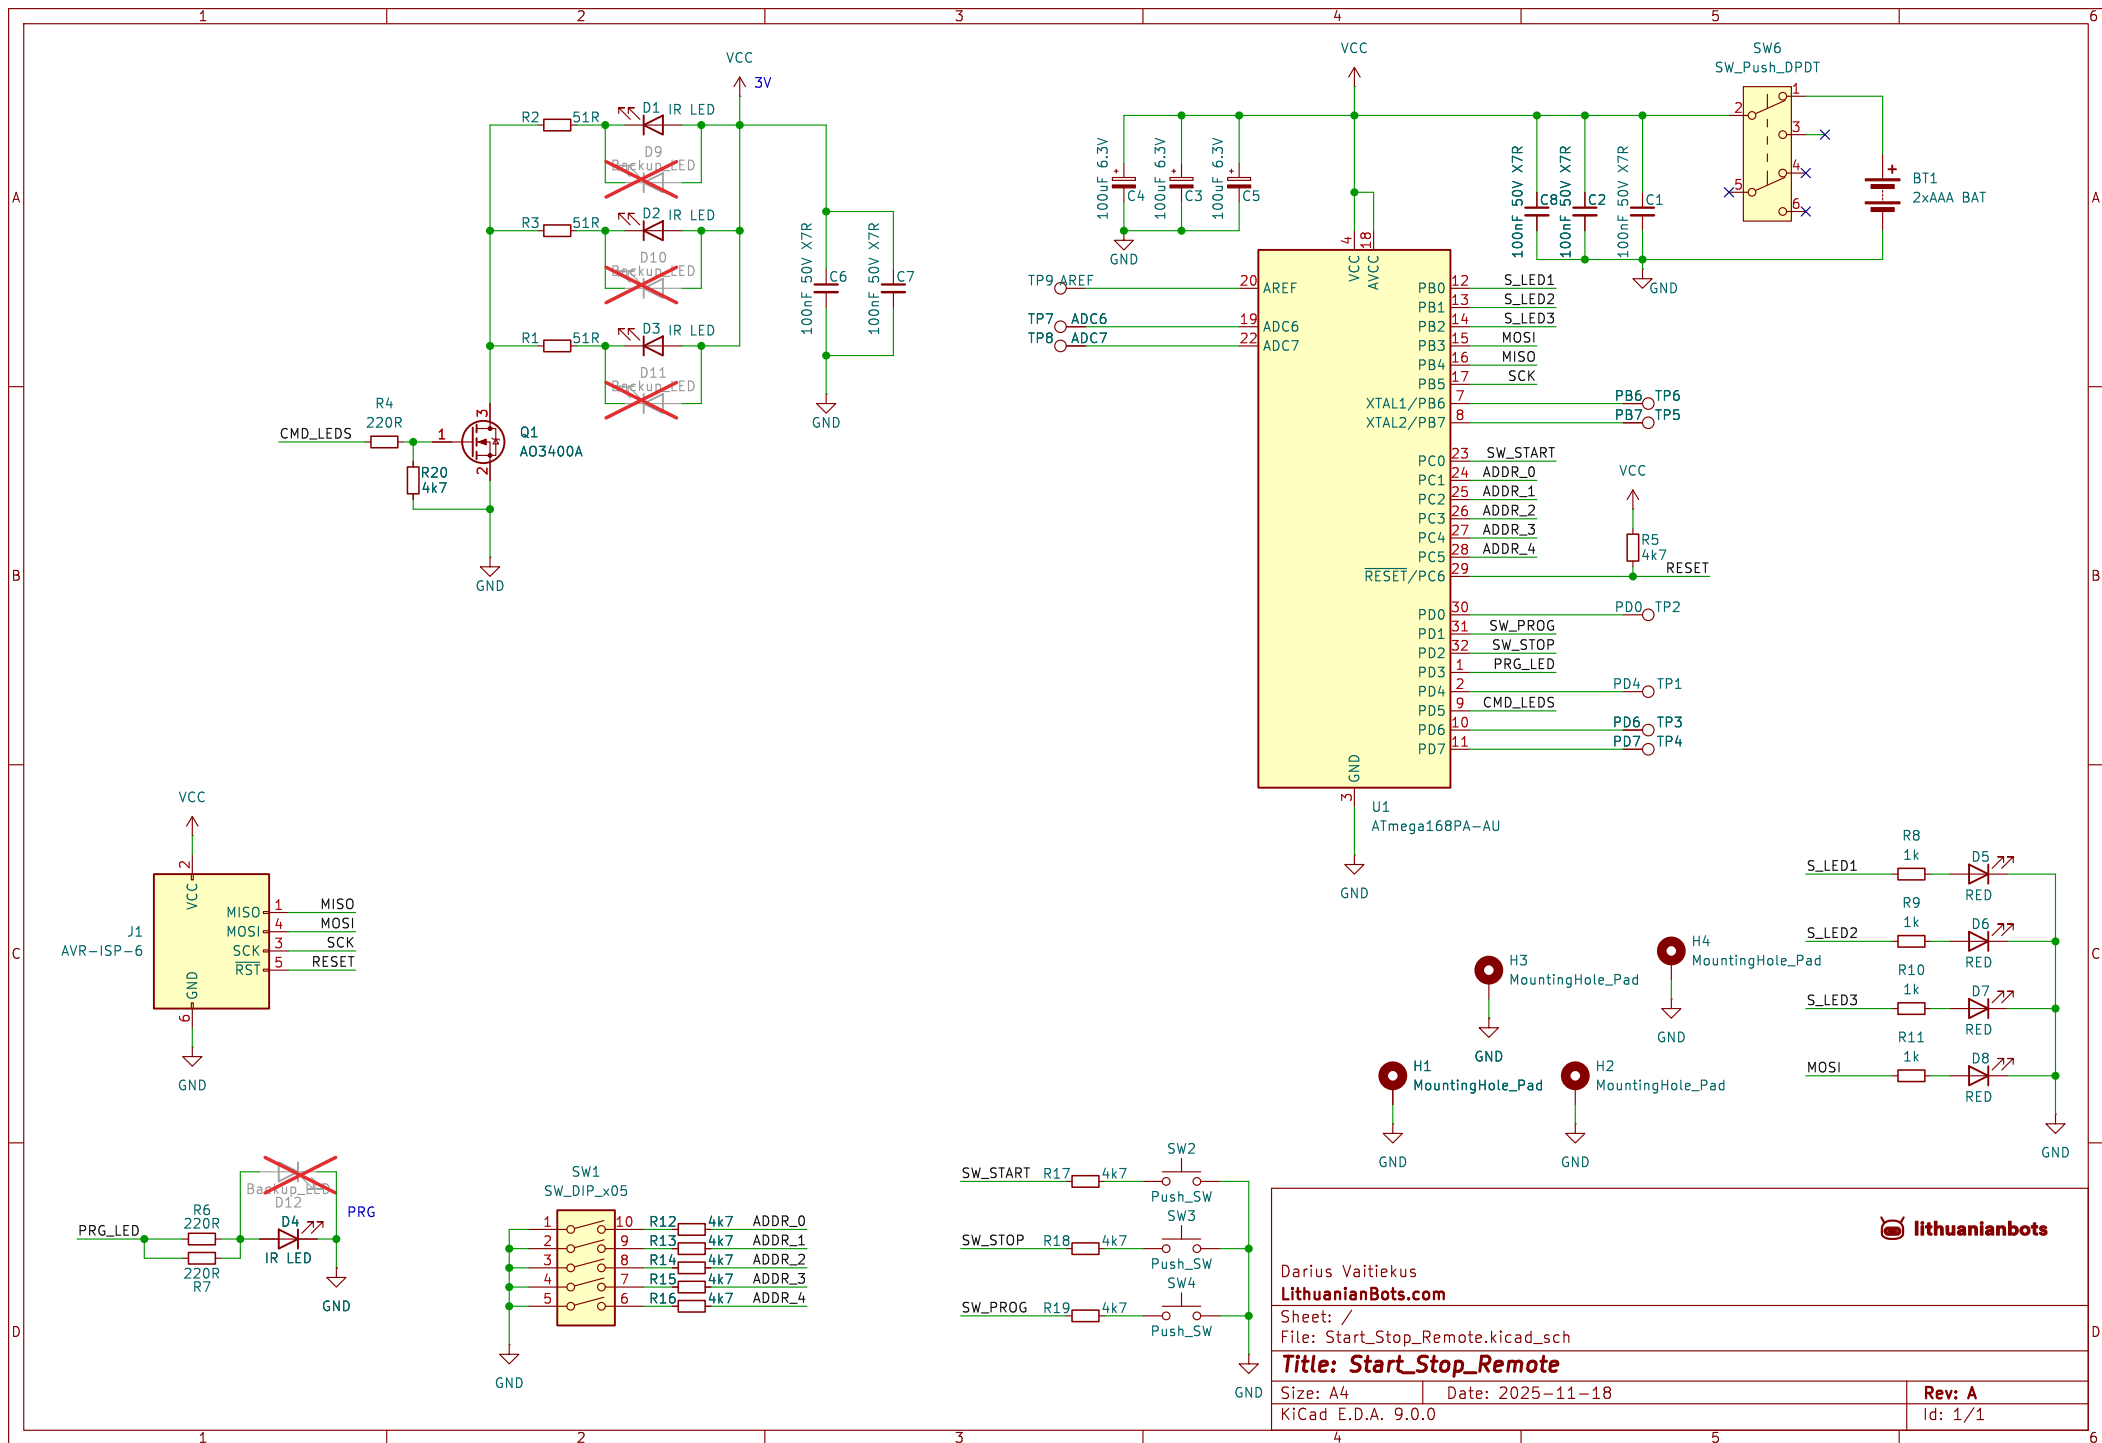 1 2 3 4 5 6
A
B
C
D
VCC
3V
R2 51R D1 IR LED
D9
Backup_LED
R3 51R D2 IR LED
D10
Backup_LED
R1 51R D3 IR LED
D11
Backup_LED
100nF 50V X7R C6
100nF 50V X7R C7
GND
R4
220R
CMD_LEDS
1
3
2
Q1
AO3400A
R20
4k7
GND
VCC
100uF 6.3V C4
100uF 6.3V C3
100uF 6.3V C5
GND
100nF 50V X7R C8
100nF 50V X7R C2
100nF 50V X7R C1
GND
SW6
SW_Push_DPDT
1
2
3
4
5
6
BT1
2xAAA BAT
4 VCC
18 AVCC
TP9 AREF 20 AREF
TP7 ADC6 19 ADC6
TP8 ADC7 22 ADC7
PB0 12 S_LED1
PB1 13 S_LED2
PB2 14 S_LED3
PB3 15 MOSI
PB4 16 MISO
PB5 17 SCK
XTAL1/PB6 7 PB6 TP6
XTAL2/PB7 8 PB7 TP5
PC0 23 SW_START
PC1 24 ADDR_0
PC2 25 ADDR_1
PC3 26 ADDR_2
PC4 27 ADDR_3
PC5 28 ADDR_4
RESET/PC6 29 RESET
VCC
R5
4k7
PD0 30 PD0 TP2
PD1 31 SW_PROG
PD2 32 SW_STOP
PD3 1 PRG_LED
PD4 2 PD4 TP1
PD5 9 CMD_LEDS
PD6 10 PD6 TP3
PD7 11 PD7 TP4
GND
3
U1
ATmega168PA-AU
GND
VCC
2
VCC
J1
AVR-ISP-6
MISO 1 MISO
MOSI 4 MOSI
SCK 3 SCK
RST 5 RESET
GND
6
GND
S_LED1 R8 1k D5 RED
S_LED2 R9 1k D6 RED
S_LED3 R10 1k D7 RED
MOSI R11 1k D8 RED
GND
H3
MountingHole_Pad
GND
H4
MountingHole_Pad
GND
H1
MountingHole_Pad
GND
H2
MountingHole_Pad
GND
Backup_LED
D12
PRG
PRG_LED
R6
220R
D4
IR LED
220R
R7
GND
SW1
SW_DIP_x05
1 10 R12 4k7 ADDR_0
2 9 R13 4k7 ADDR_1
3 8 R14 4k7 ADDR_2
4 7 R15 4k7 ADDR_3
5 6 R16 4k7 ADDR_4
GND
SW2
SW_START R17 4k7
Push_SW
SW3
SW_STOP R18 4k7
Push_SW
SW4
SW_PROG R19 4k7
Push_SW
GND
lithuanianbots
Darius Vaitiekus
LithuanianBots.com
Sheet: /
File: Start_Stop_Remote.kicad_sch
Title: Start_Stop_Remote
Size: A4 Date: 2025-11-18 Rev: A
KiCad E.D.A. 9.0.0 Id: 1/1
A
B
C
D
1 2 3 4 5 6